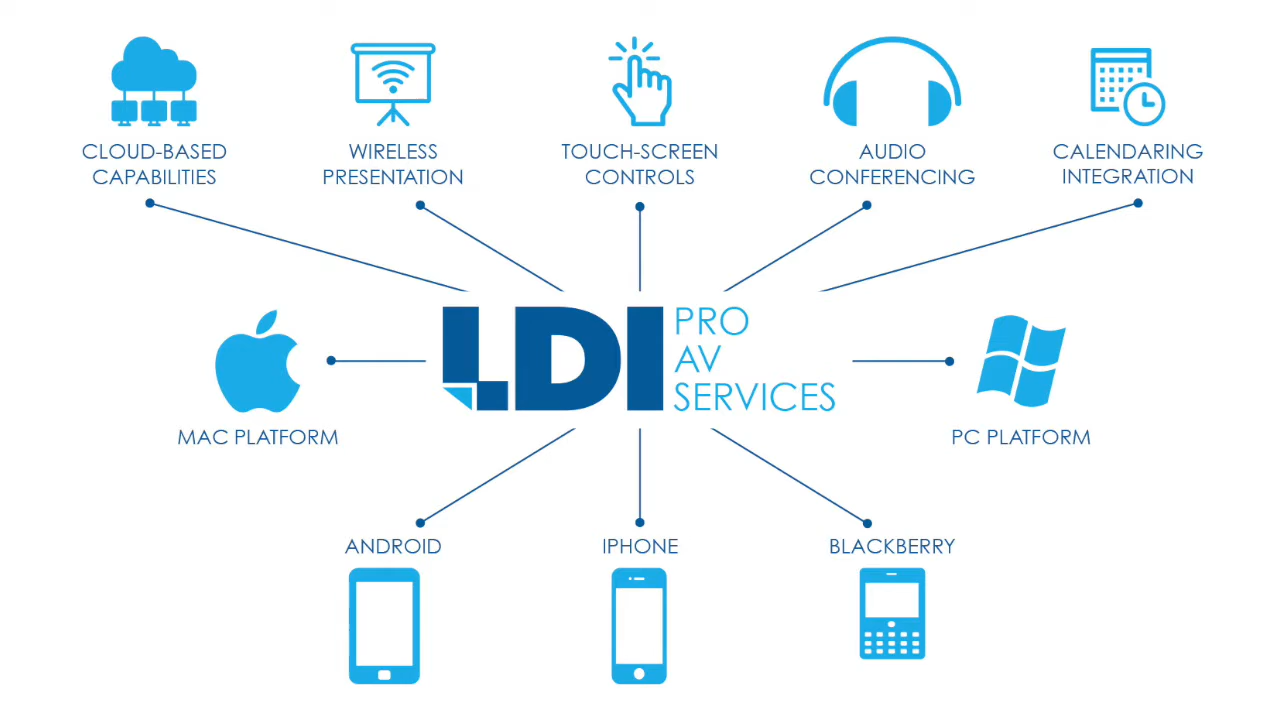 CLOUD-BASED
CAPABILITIES
WIRELESS
PRESENTATION
TOUCH-SCREEN
CONTROLS
AUDIO
CONFERENCING
CALENDARING
INTEGRATION
LDI
PRO
AV
SERVICES
MAC PLATFORM
PC PLATFORM
ANDROID
IPHONE
BLACKBERRY